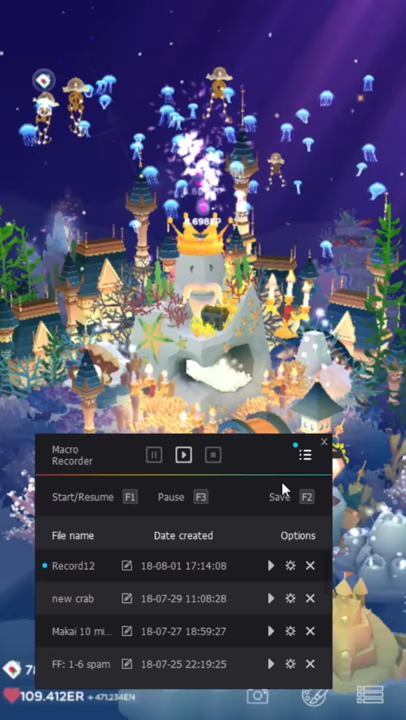 .698EP
Macro
Recorder
X
Start/Resume F1 Pause F3 Save F2
File name Date created Options
Record12 18-08-01 17:14:08
new crab 18-07-29 11:08:28
Makai 10 mi... 18-07-27 18:59:27
FF: 1-6 spam 18-07-25 22:19:25
109.412ER + 471.234EN